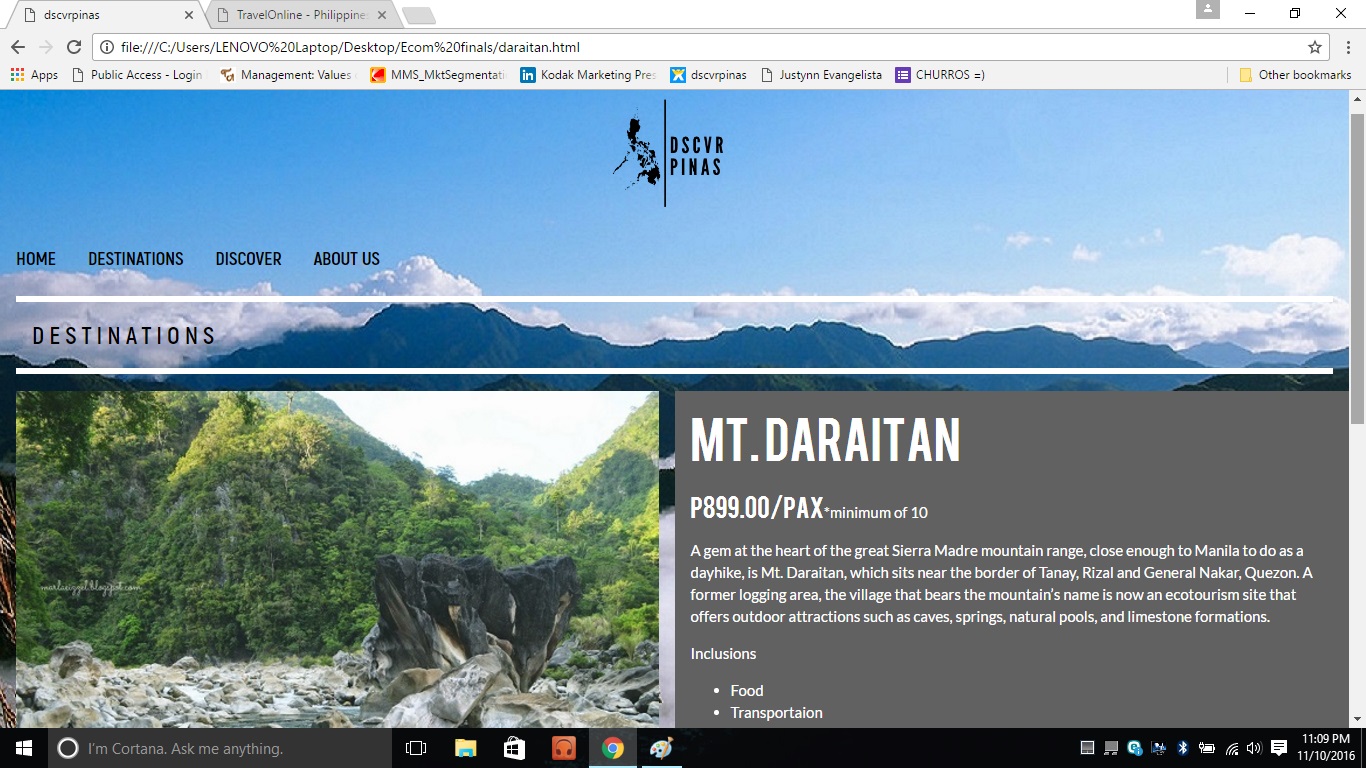 dscvrpinas
TravelOnline - Philippines
file:///C:/Users/LENOVO%20Laptop/Desktop/Ecom%20finals/daraitan.html
Apps Public Access - Login Management: Values MMS_MktSegmentati Kodak Marketing Pres dscvrpinas Justynn Evangelista CHURROS =) Other bookmarks
DSCVR
PINAS
HOME DESTINATIONS DISCOVER ABOUT US
DESTINATIONS
marlaeizzel.blogspot.com
MT. DARAITAN
P899.00/PAX*minimum of 10
A gem at the heart of the great Sierra Madre mountain range, close enough to Manila to do as a
dayhike, is Mt. Daraitan, which sits near the border of Tanay, Rizal and General Nakar, Quezon. A
former logging area, the village that bears the mountain's name is now an ecotourism site that
offers outdoor attractions such as caves, springs, natural pools, and limestone formations.
Inclusions
• Food
• Transportaion
I'm Cortana. Ask me anything.
11:09 PM
11/10/2016